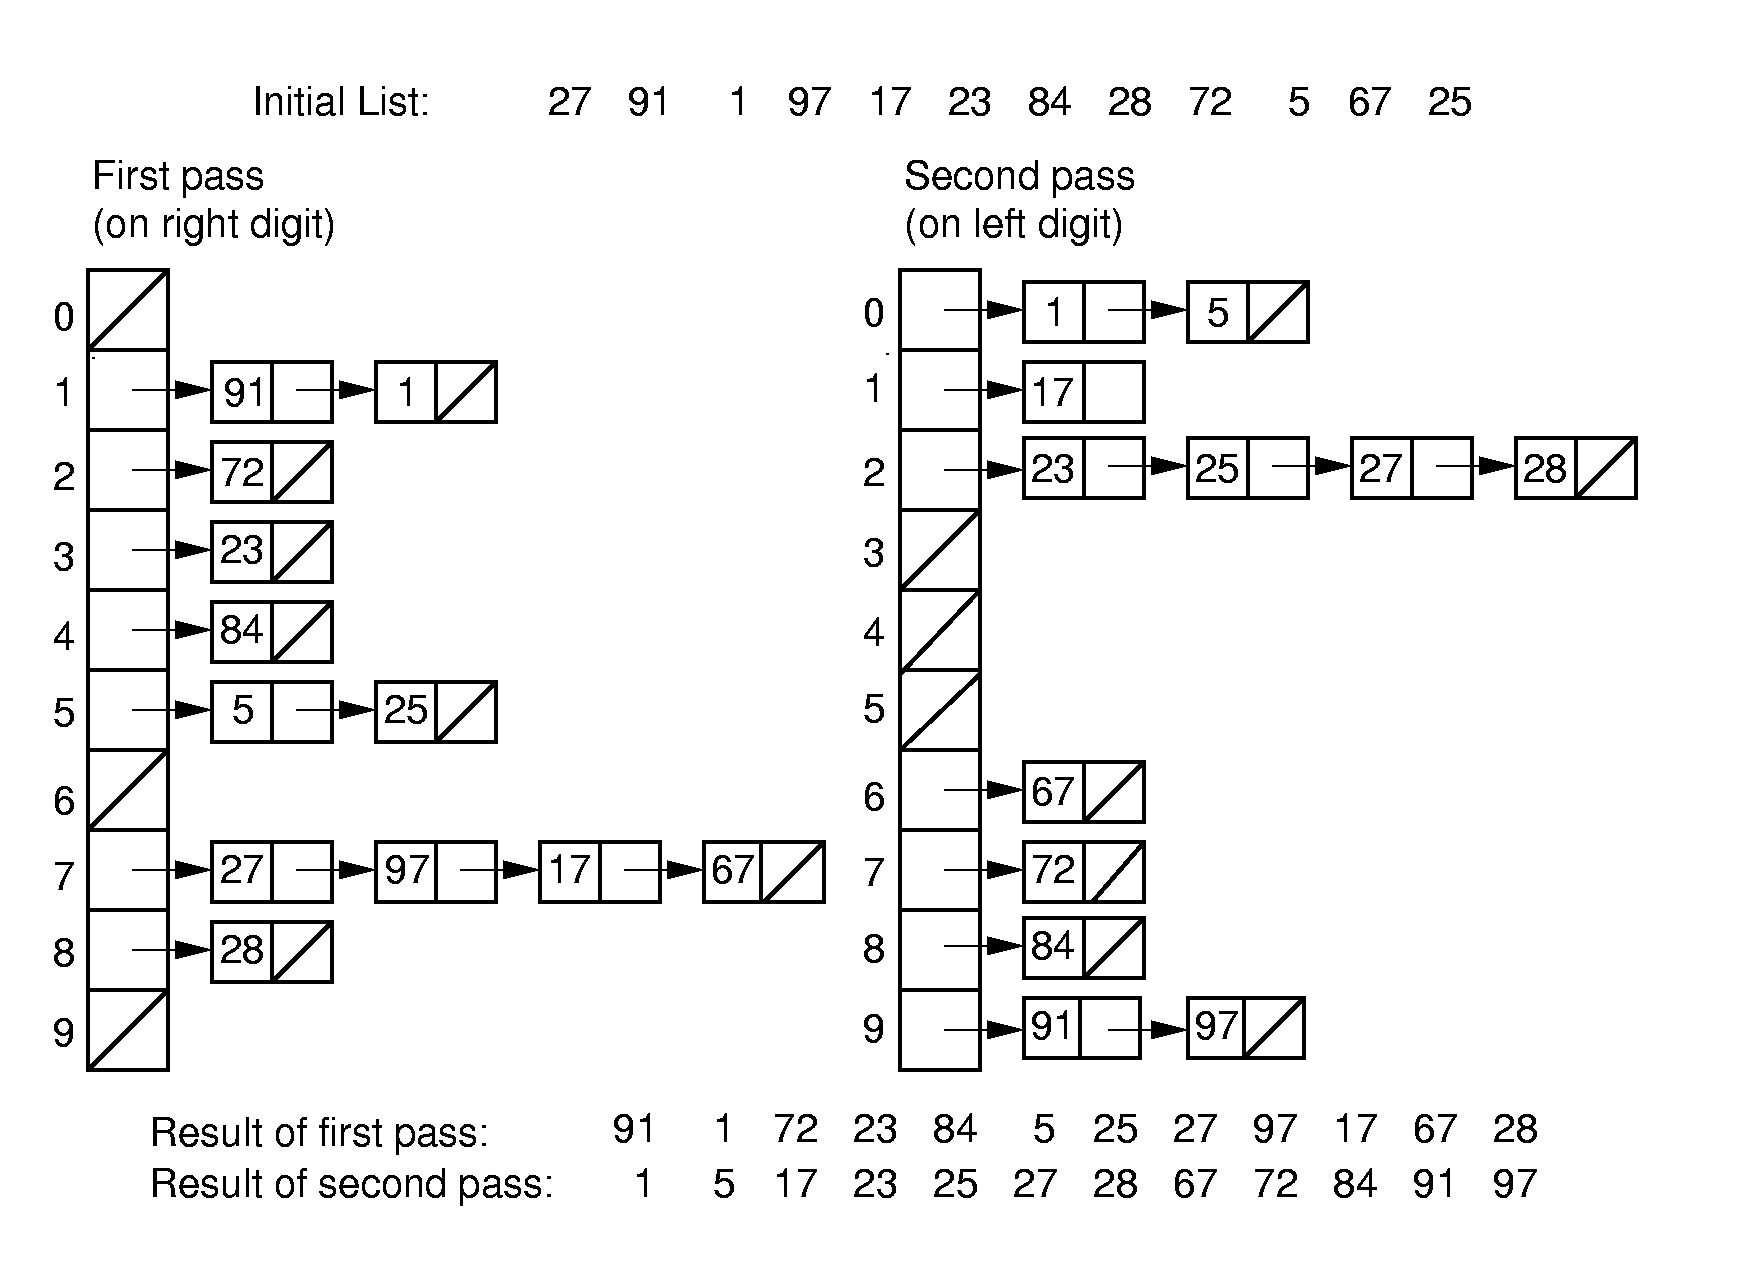 Initial List: 27 91 1 97 17 23 84 28 72 5 67 25
First pass
(on right digit)
0
1 91 1
2 72
3 23
4 84
5 5 25
6
7 27 97 17 67
8 28
9
Second pass
(on left digit)
0 1 5
1 17
2 23 25 27 28
3
4
5
6 67
7 72
8 84
9 91 97
Result of first pass: 91 1 72 23 84 5 25 27 97 17 67 28
Result of second pass: 1 5 17 23 25 27 28 67 72 84 91 97